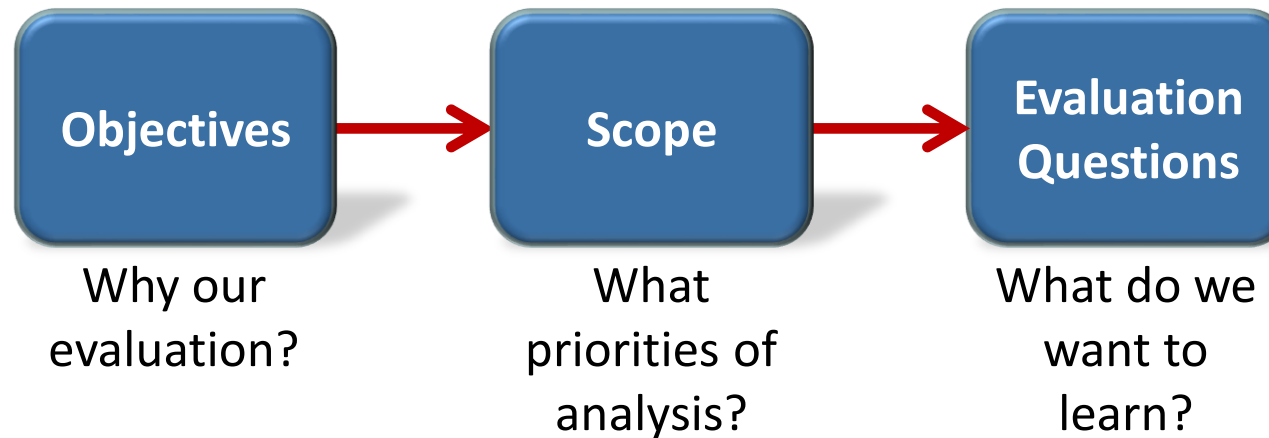 Objectives
Why our
evaluation?
Scope
What
priorities of
analysis?
Evaluation
Questions
What do we
want to
learn?